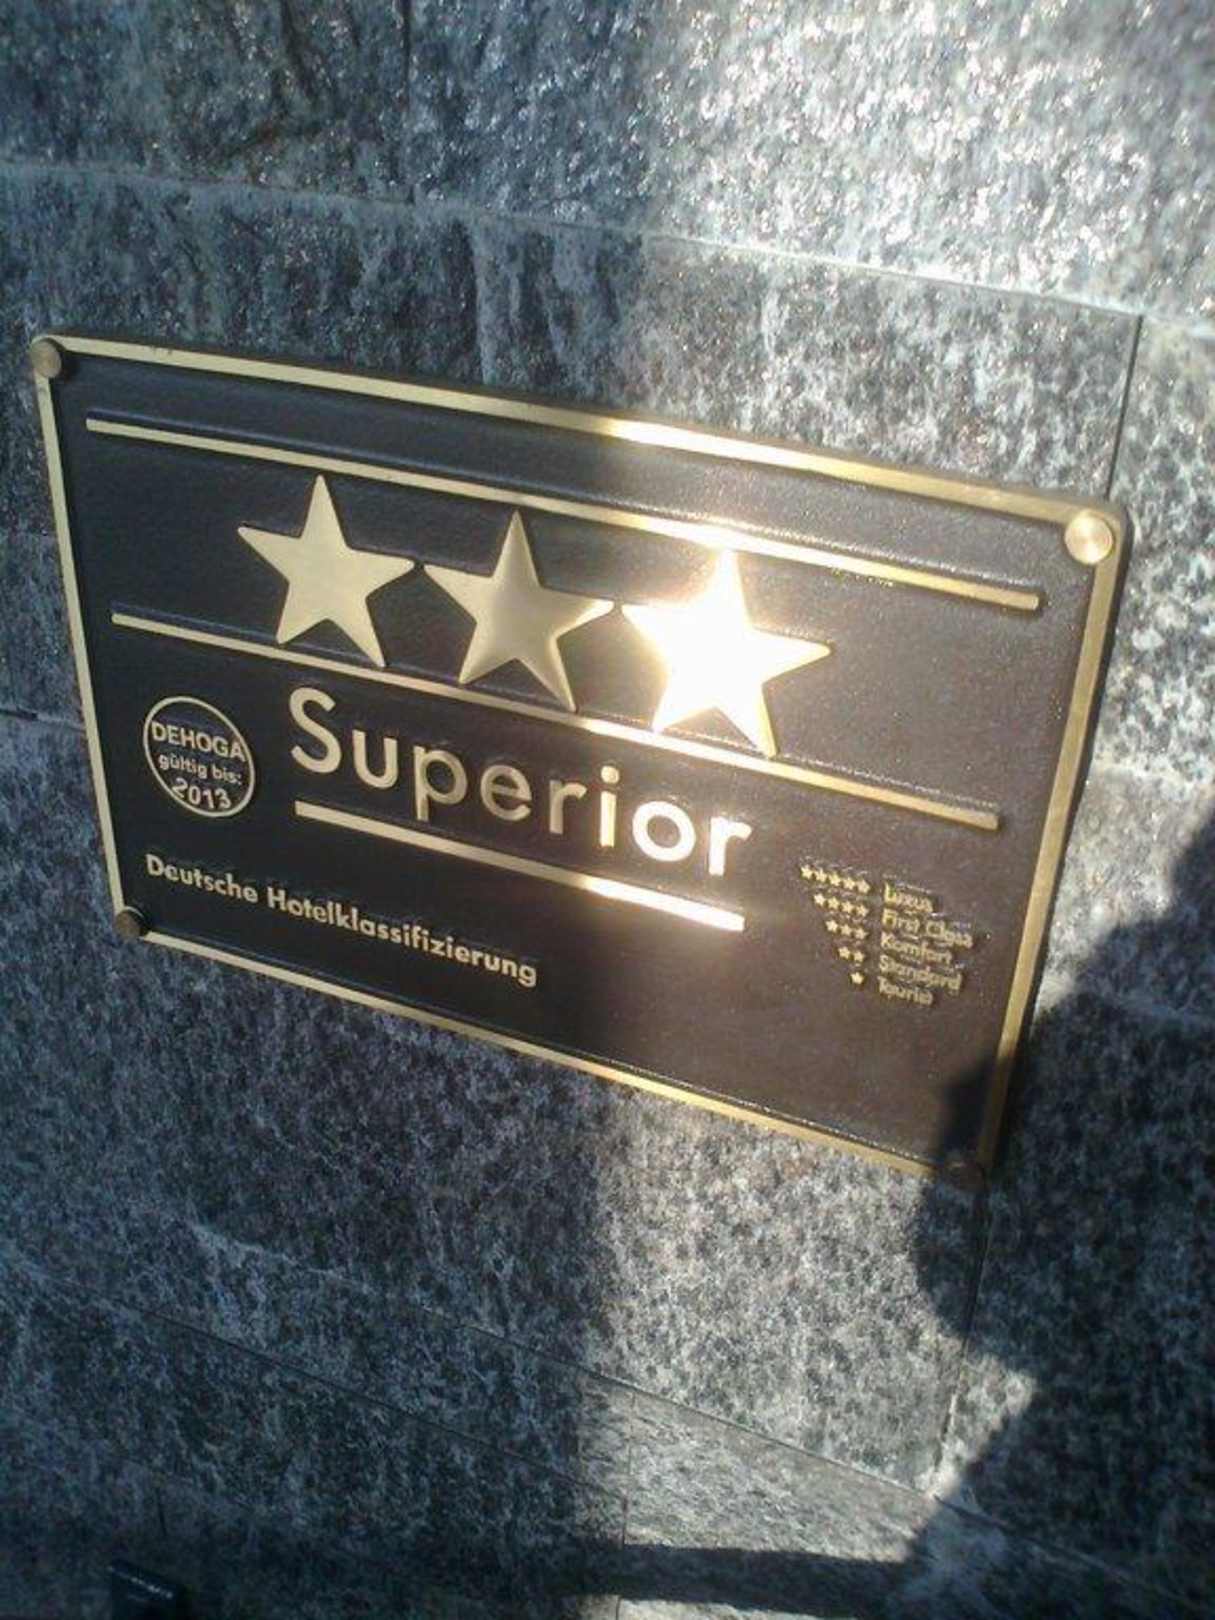 Superior
DEHOGA
gültig bis:
2013
Deutsche Hotelklassifizierung
***** Luxus
**** First Class
*** Komfort
** Standard
* Tourist